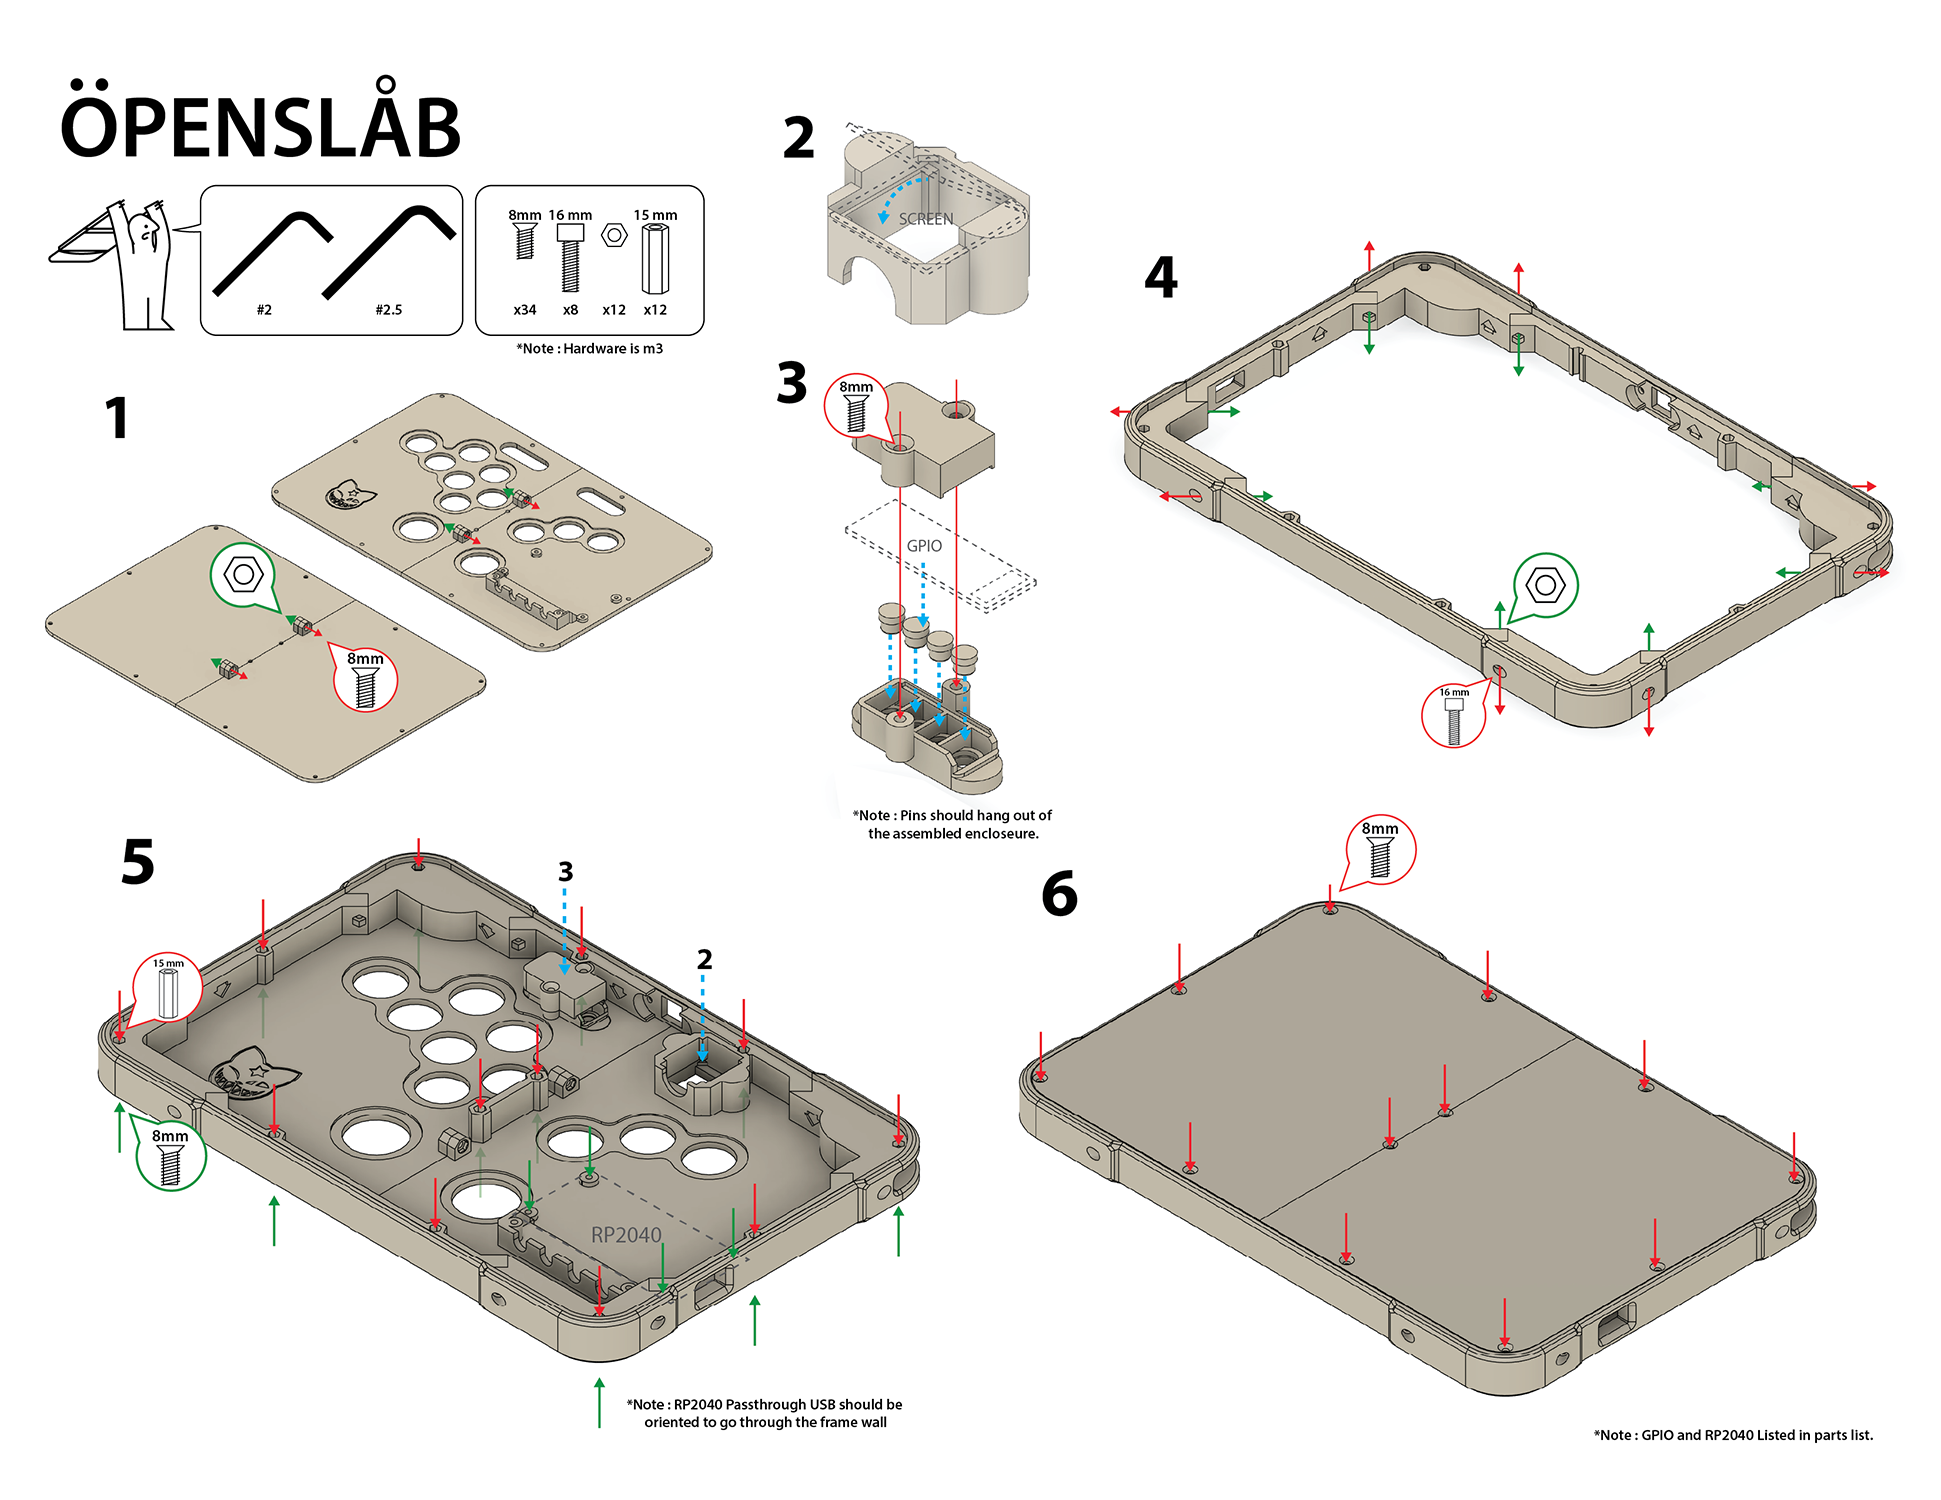 ÖPENSLÅB
#2
#2.5
8mm 16 mm 15 mm
x34 x8 x12 x12
*Note : Hardware is m3
1
8mm
2
SCREEN
3
8mm
GPIO
*Note : Pins should hang out of
the assembled encloseure.
4
16 mm
5
3
2
15 mm
8mm
RP2040
*Note : RP2040 Passthrough USB should be
oriented to go through the frame wall
6
8mm
*Note : GPIO and RP2040 Listed in parts list.